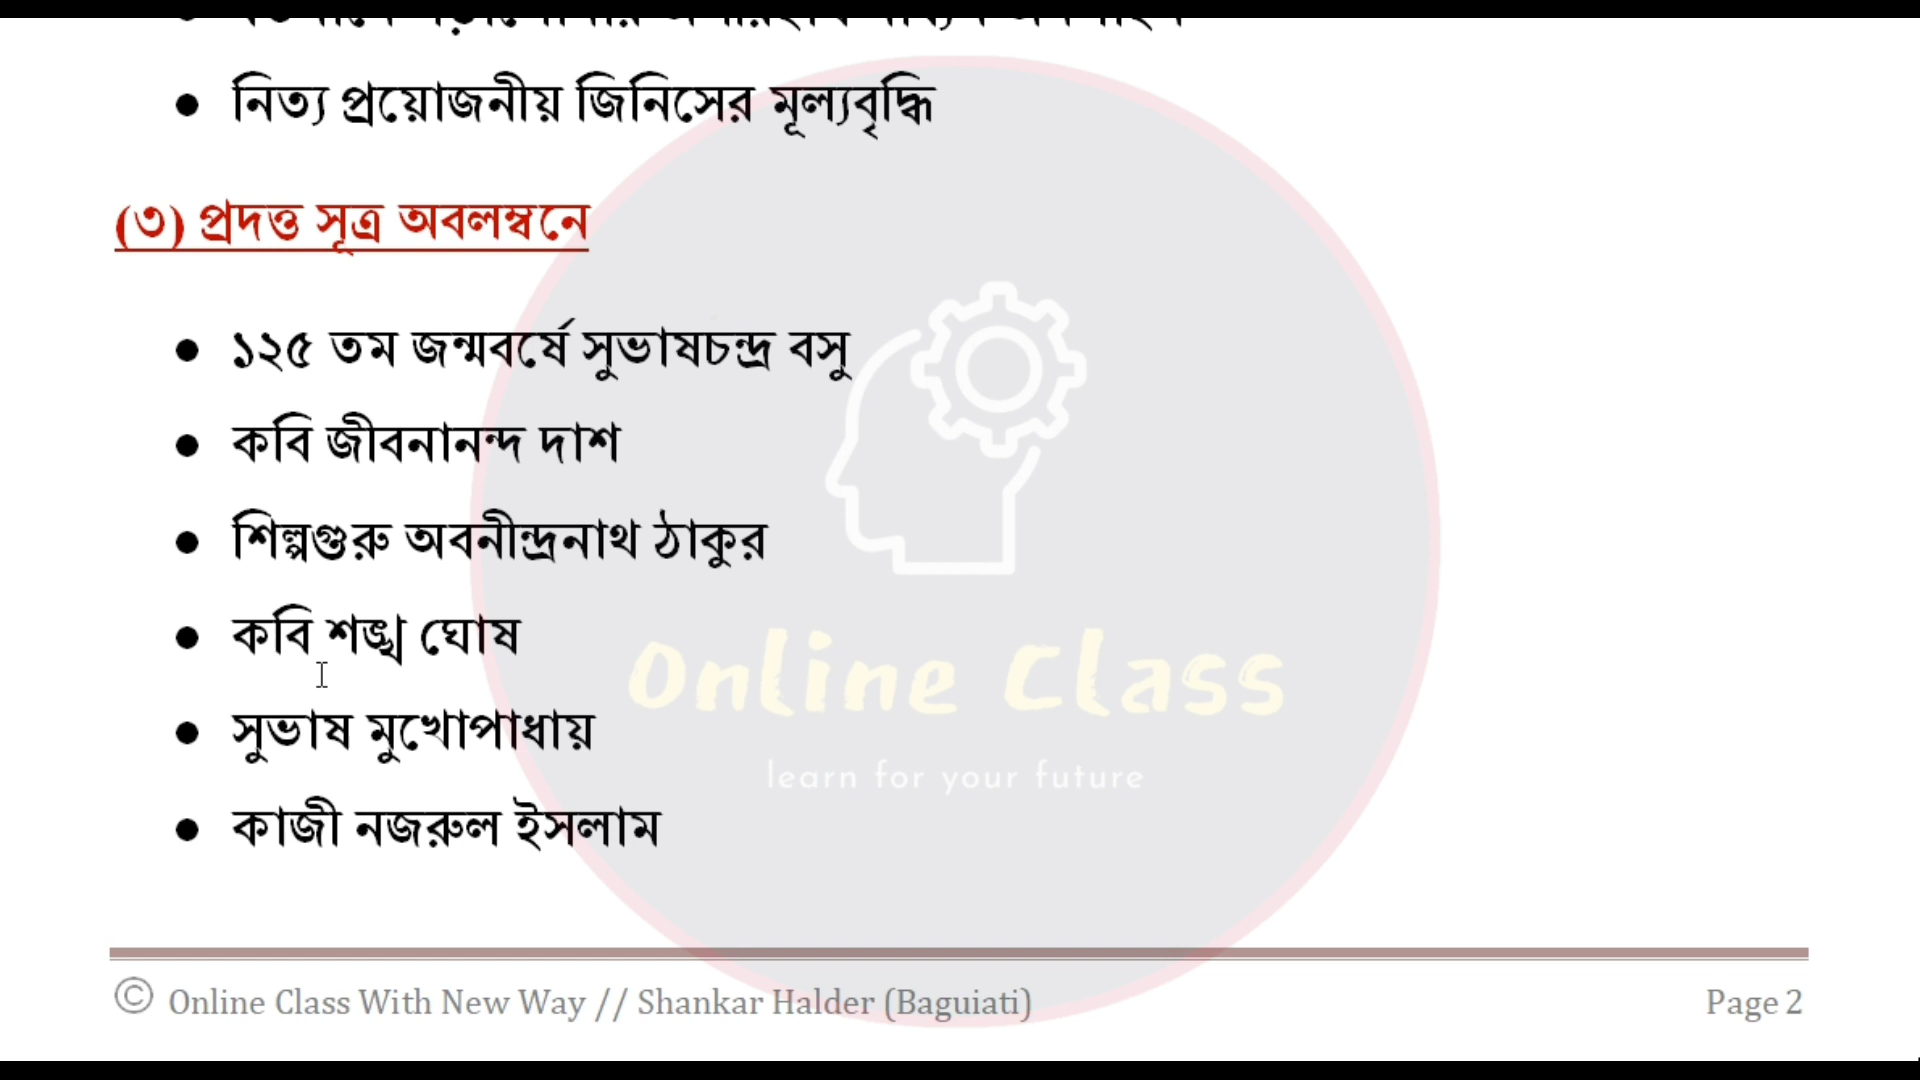 • নিত্য প্রয়োজনীয় জিনিসের মূল্যবৃদ্ধি
(৩) প্রদত্ত সূত্র অবলম্বনে
• ১২৫ তম জন্মবর্ষে সুভাষচন্দ্র বসু
• কবি জীবনানন্দ দাশ
• শিল্পগুরু অবনীন্দ্রনাথ ঠাকুর
• কবি শঙ্খ ঘোষ
• সুভাষ মুখোপাধায়
• কাজী নজরুল ইসলাম
Online Class
learn for your future
© Online Class With New Way // Shankar Halder (Baguiati) Page 2